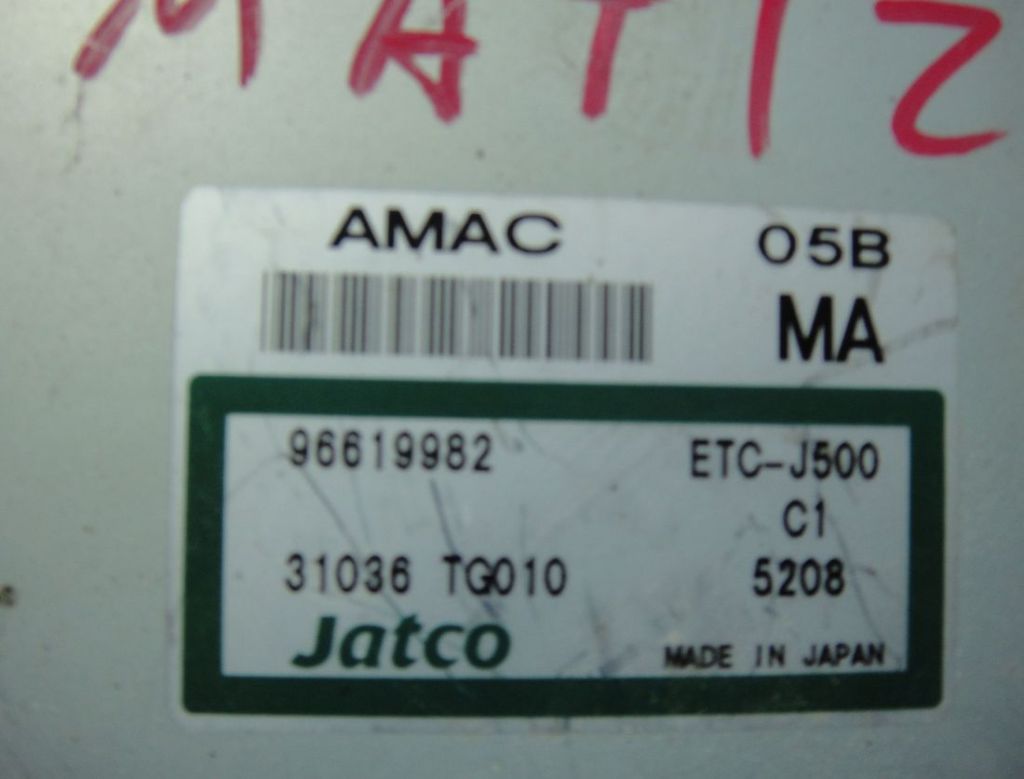 MATIZ
AMAC 05B
MA
96619982 ETC-J500
C1
31036 TG010 5208
Jatco MADE IN JAPAN